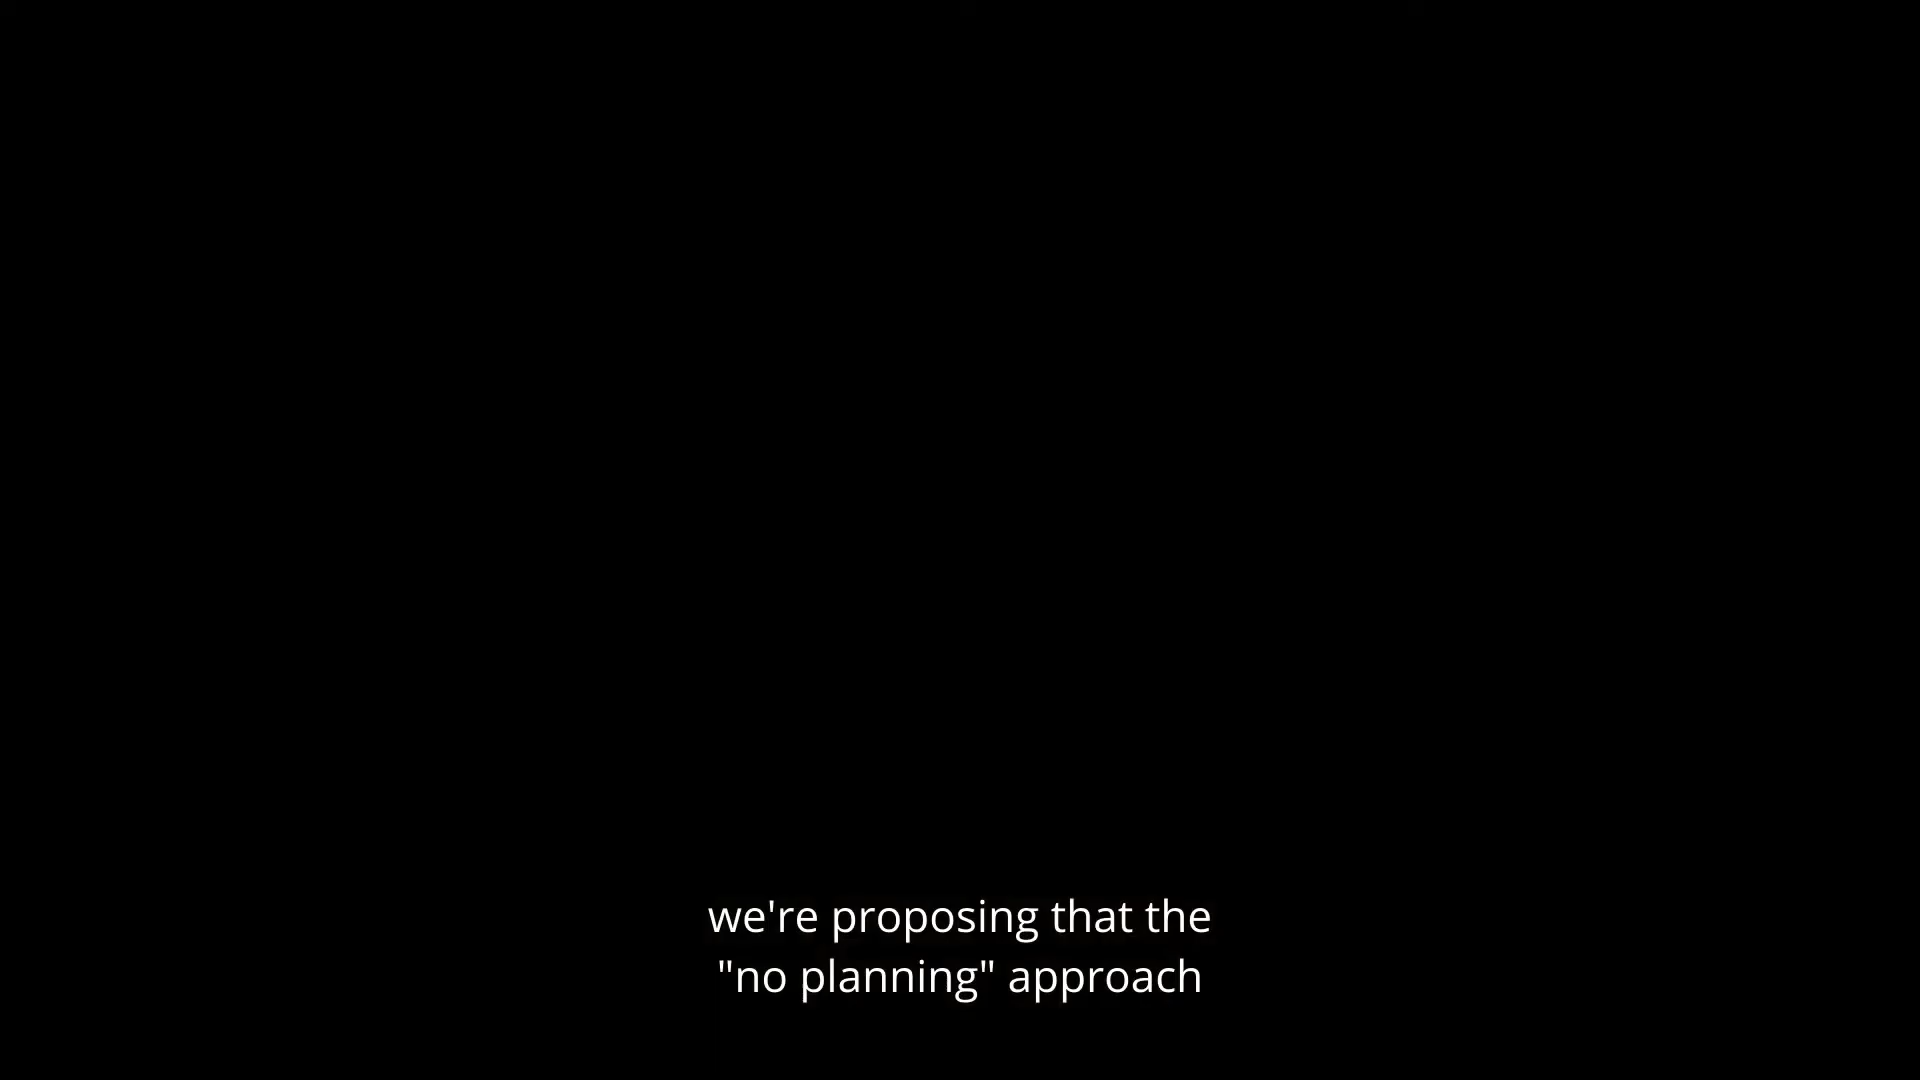 we're proposing that the
"no planning" approach